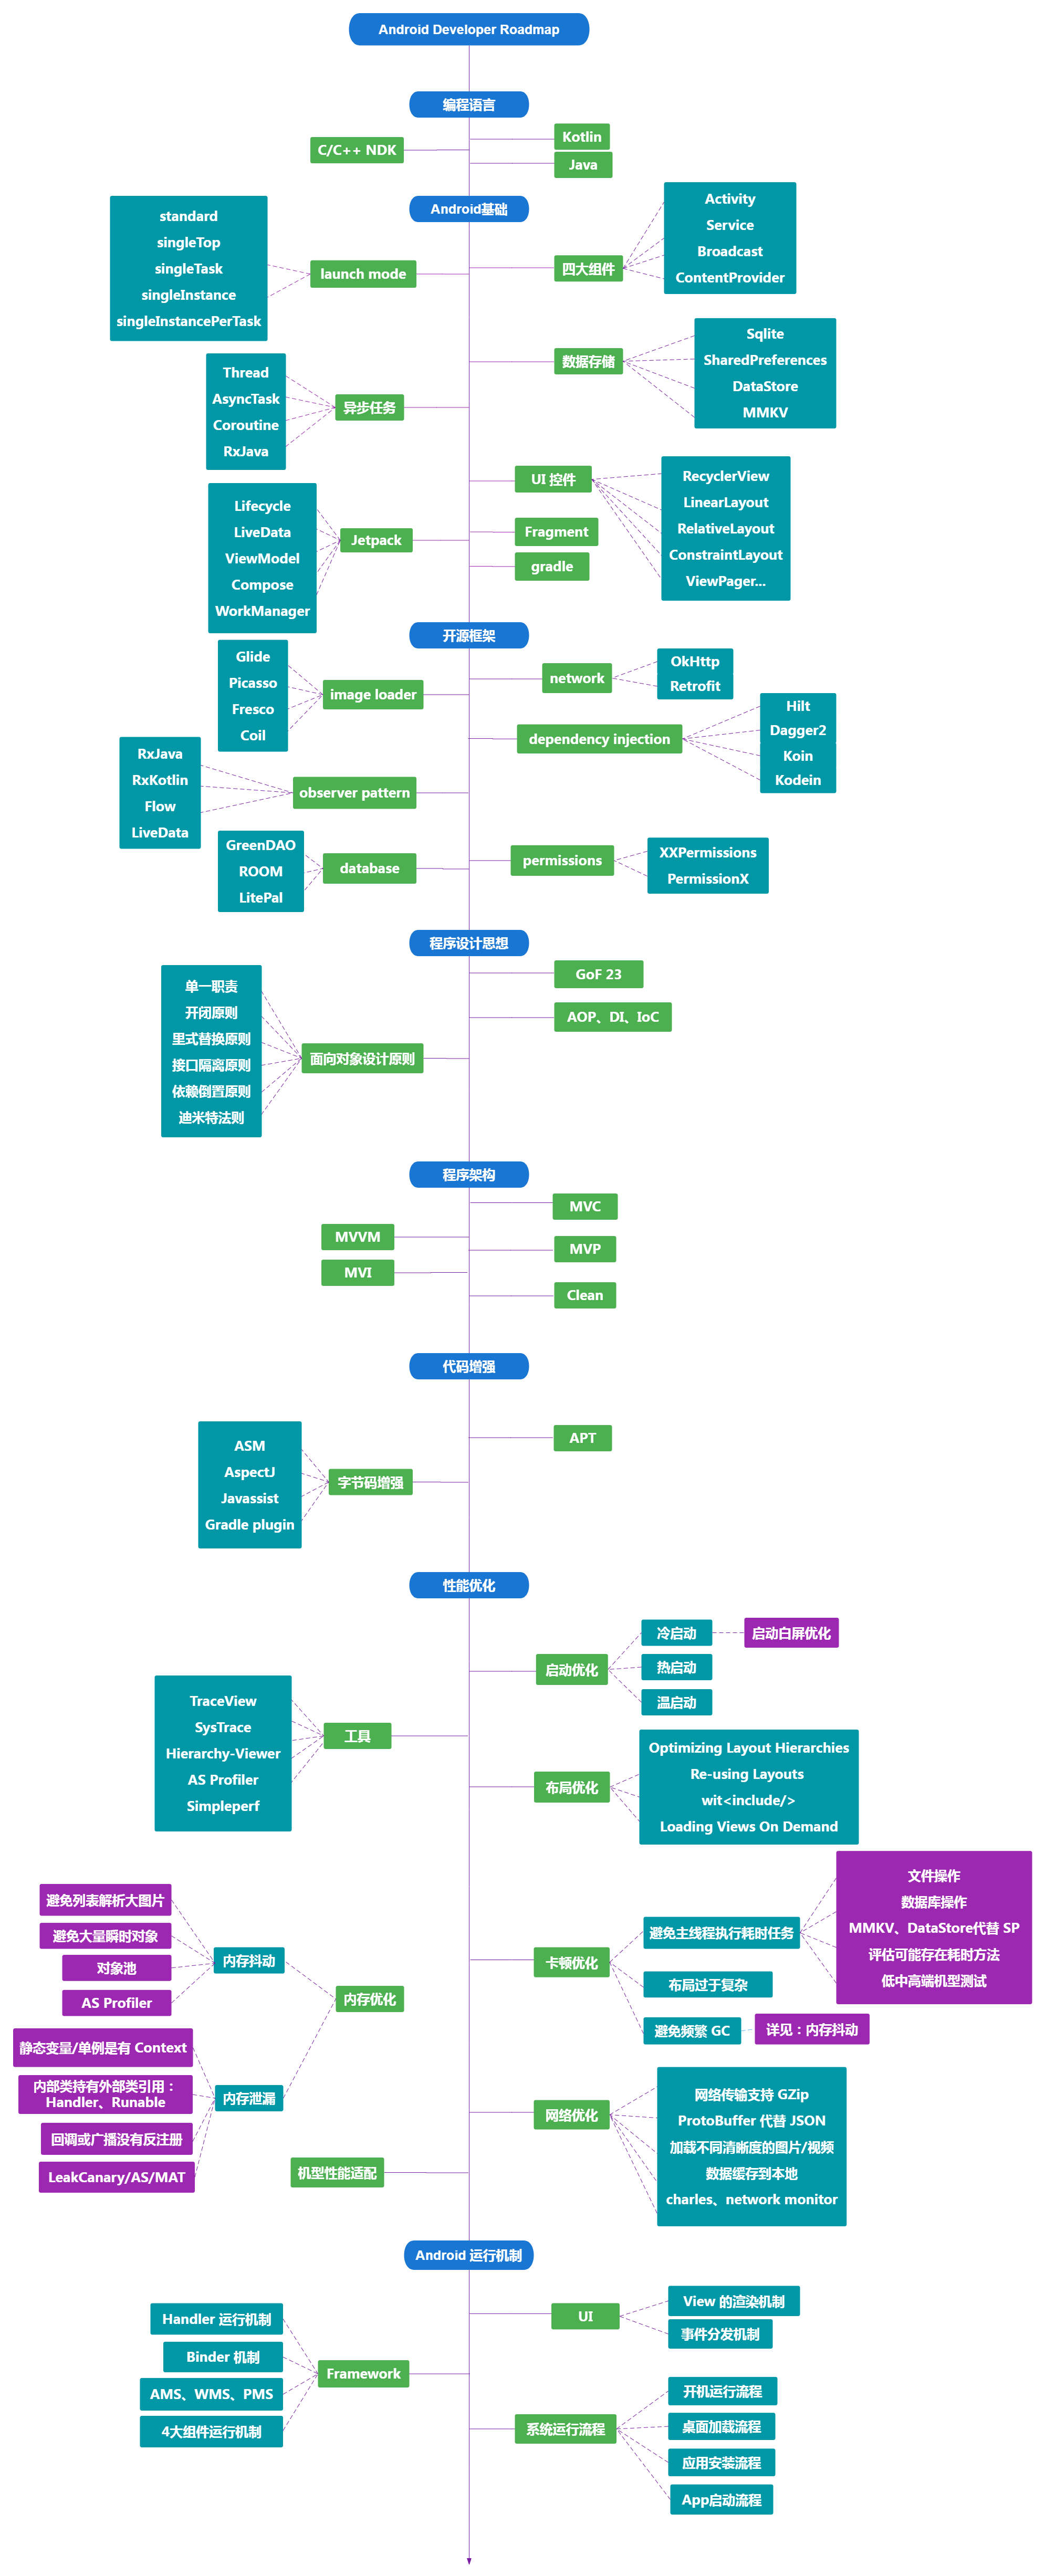 Android Developer Roadmap
编程语言
C/C++ NDK
Kotlin
Java
Android基础
standard
singleTop
singleTask
singleInstance
singleInstancePerTask
launch mode
四大组件
Activity
Service
Broadcast
ContentProvider
数据存储
Sqlite
SharedPreferences
DataStore
MMKV
Thread
AsyncTask
Coroutine
RxJava
异步任务
UI 控件
RecyclerView
LinearLayout
RelativeLayout
ConstraintLayout
ViewPager...
Lifecycle
LiveData
ViewModel
Compose
WorkManager
Jetpack
Fragment
gradle
开源框架
Glide
Picasso
Fresco
Coil
image loader
network
OkHttp
Retrofit
dependency injection
Hilt
Dagger2
Koin
Kodein
RxJava
RxKotlin
Flow
LiveData
observer pattern
GreenDAO
ROOM
LitePal
database
permissions
XXPermissions
PermissionX
程序设计思想
GoF 23
AOP、DI、IoC
单一职责
开闭原则
里式替换原则
接口隔离原则
依赖倒置原则
迪米特法则
面向对象设计原则
程序架构
MVC
MVVM
MVP
MVI
Clean
代码增强
APT
ASM
AspectJ
Javassist
Gradle plugin
字节码增强
性能优化
启动优化
冷启动
启动白屏优化
热启动
温启动
TraceView
SysTrace
Hierarchy-Viewer
AS Profiler
Simpleperf
工具
布局优化
Optimizing Layout Hierarchies
Re-using Layouts
wit<include/>
Loading Views On Demand
避免列表解析大图片
避免大量瞬时对象
对象池
AS Profiler
内存抖动
内存优化
静态变量/单例是有 Context
内部类持有外部类引用：
Handler、Runable
回调或广播没有反注册
LeakCanary/AS/MAT
内存泄漏
卡顿优化
避免主线程执行耗时任务
文件操作
数据库操作
MMKV、DataStore代替 SP
评估可能存在耗时方法
低中高端机型测试
布局过于复杂
避免频繁 GC
详见：内存抖动
网络优化
网络传输支持 GZip
ProtoBuffer 代替 JSON
加载不同清晰度的图片/视频
数据缓存到本地
charles、network monitor
机型性能适配
Android 运行机制
UI
View 的渲染机制
事件分发机制
Handler 运行机制
Binder 机制
AMS、WMS、PMS
4大组件运行机制
Framework
系统运行流程
开机运行流程
桌面加载流程
应用安装流程
App启动流程